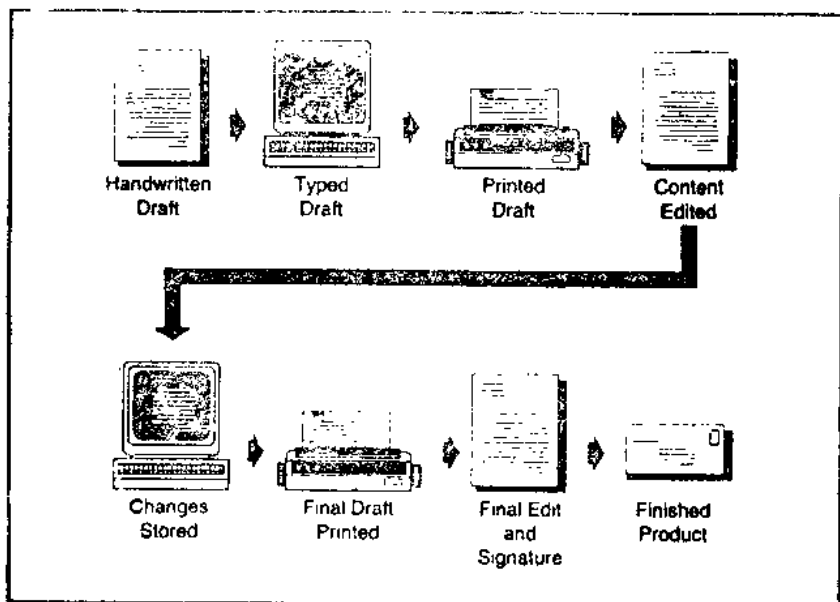 Handwritten
Draft
Typed
Draft
Printed
Draft
Content
Edited
Changes
Stored
Final Draft
Printed
Final Edit
and
Signature
Finished
Product